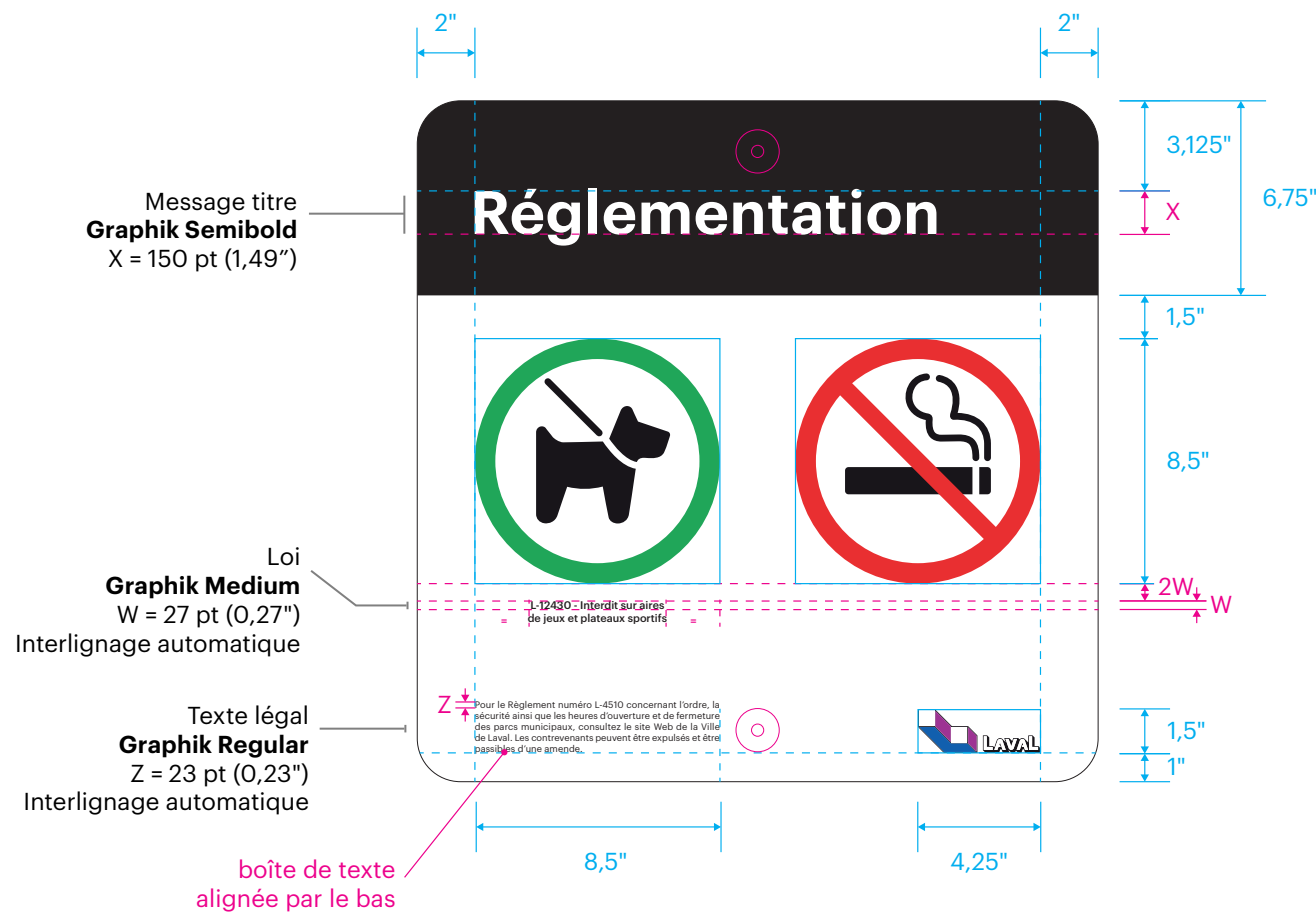 2"
2"
3,125"
X
6,75"
Message titre
Graphik Semibold
X = 150 pt (1,49”)
Réglementation
1,5"
8,5"
Loi
Graphik Medium
W = 27 pt (0,27")
Interlignage automatique
2W
W
L-12430 - Interdit sur aires
de jeux et plateaux sportifs
=
=
Texte légal
Graphik Regular
Z = 23 pt (0,23")
Interlignage automatique
Z
Pour le Règlement numéro L-4510 concernant l’ordre, la
sécurité ainsi que les heures d’ouverture et de fermeture
des parcs municipaux, consultez le site Web de la Ville
de Laval. Les contrevenants peuvent être expulsés et être
passibles d’une amende.
LAVAL
1,5"
1"
8,5"
4,25"
boîte de texte
alignée par le bas